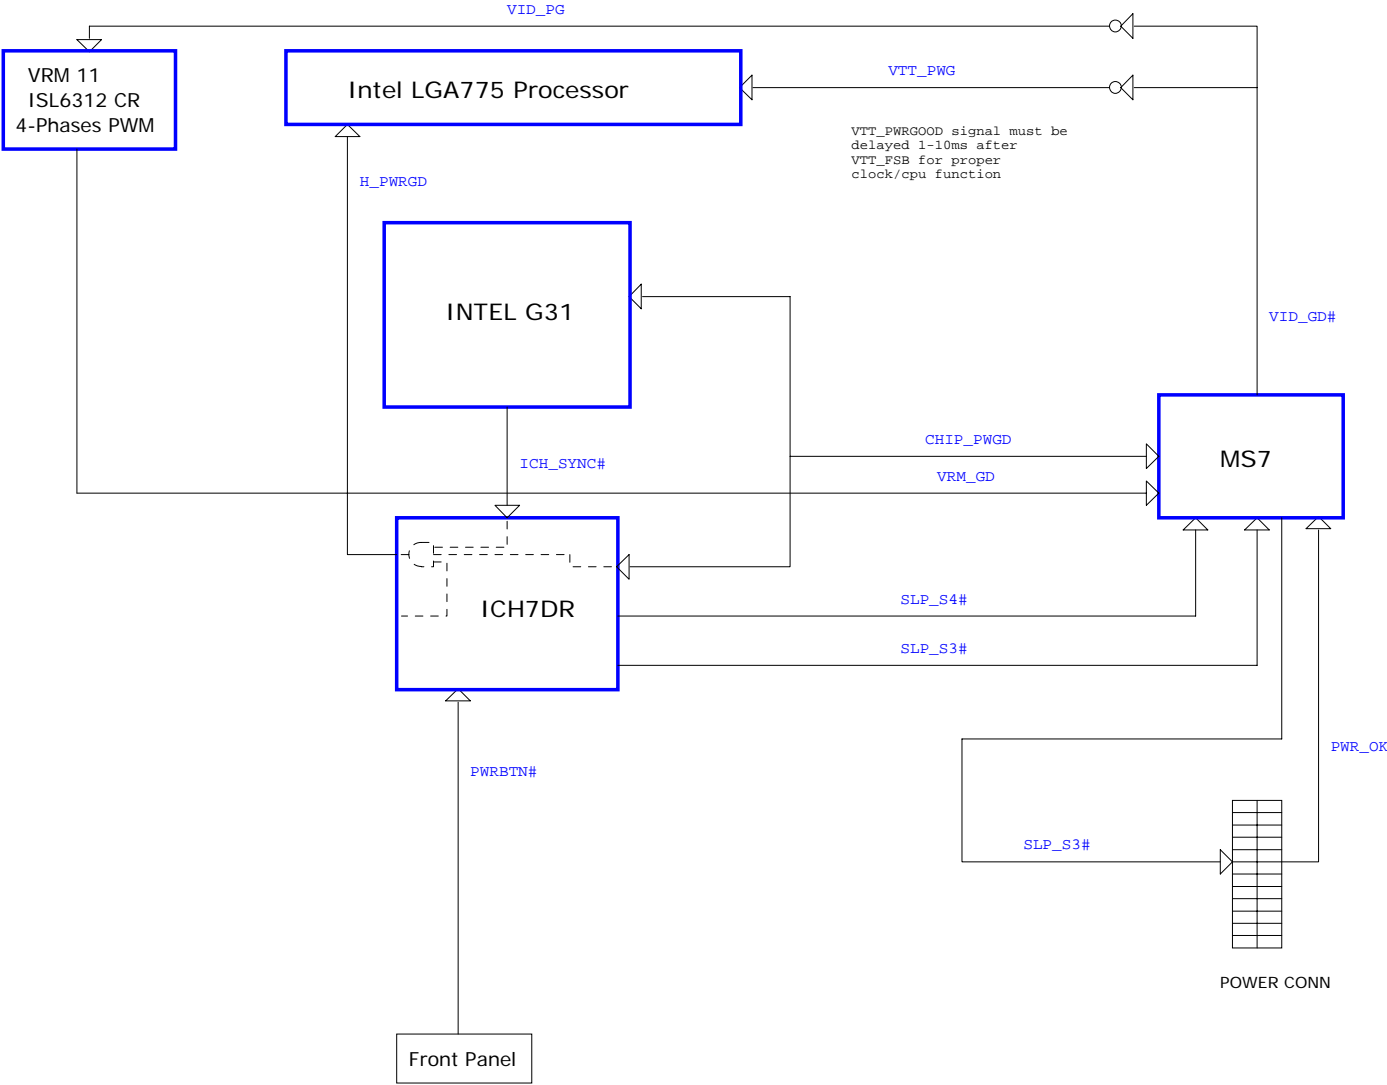 VID_PG
VRM 11
ISL6312 CR
4-Phases PWM
Intel LGA775 Processor
VTT_PWG
VTT_PWRGOOD signal must be
delayed 1-10ms after
VTT_FSB for proper
clock/cpu function
H_PWRGD
INTEL G31
VID_GD#
CHIP_PWGD
MS7
ICH_SYNC#
VRM_GD
ICH7DR
SLP_S4#
SLP_S3#
PWR_OK
PWRBTN#
SLP_S3#
POWER CONN
Front Panel